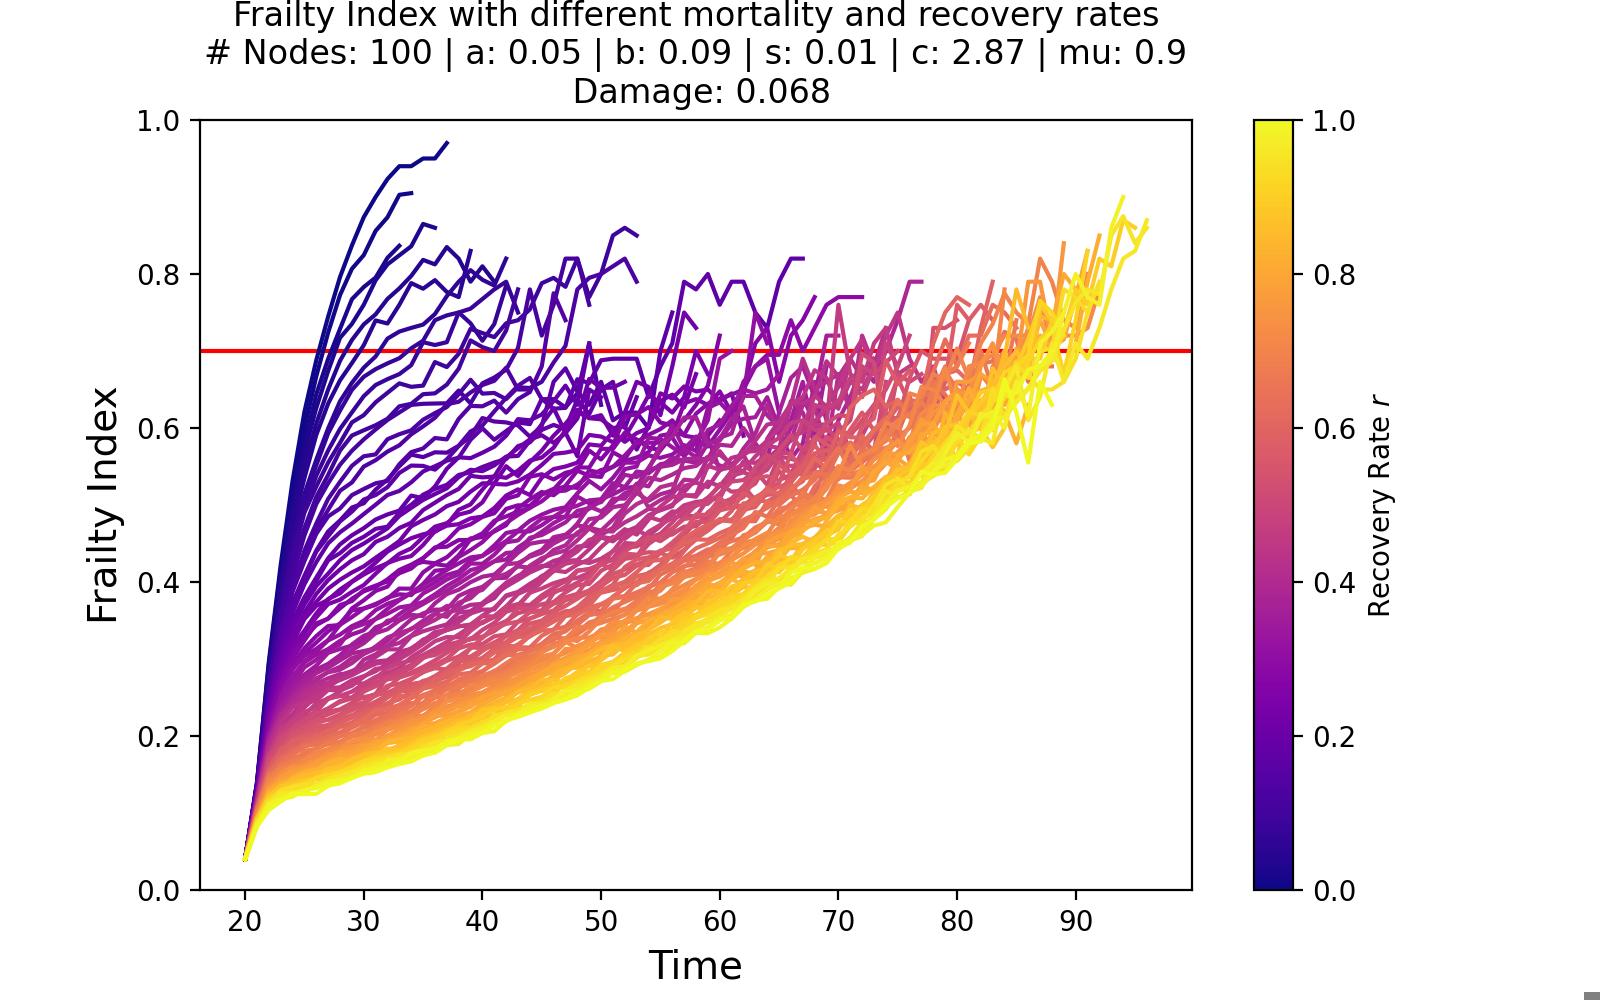 Frailty Index with different mortality and recovery rates
# Nodes: 100 | a: 0.05 | b: 0.09 | s: 0.01 | c: 2.87 | mu: 0.9
Damage: 0.068
1.0
0.8
0.6
0.4
0.2
0.0
Frailty Index
20 30 40 50 60 70 80 90
Time
1.0
0.8
0.6
0.4
0.2
0.0
Recovery Rate r